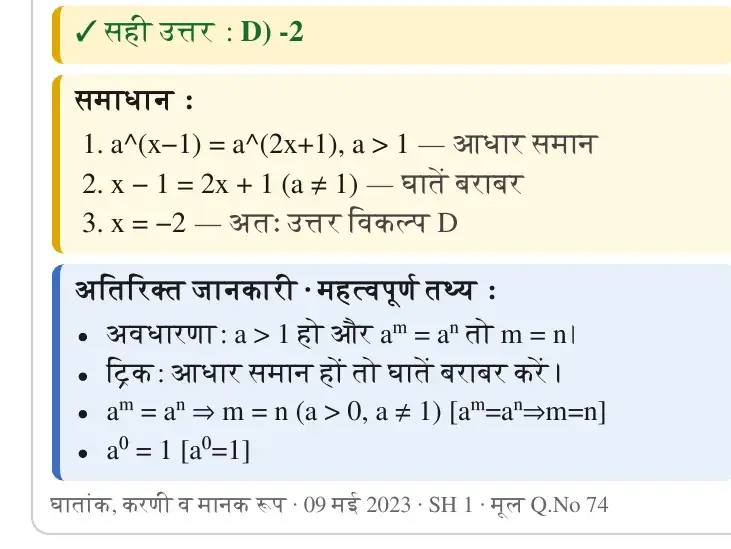 ✓ सही उत्तर : D) -2
समाधान :
1. a^(x−1) = a^(2x+1), a > 1 — आधार समान
2. x − 1 = 2x + 1 (a ≠ 1) — घातें बराबर
3. x = −2 — अतः उत्तर विकल्प D
अतिरिक्त जानकारी · महत्वपूर्ण तथ्य :
• अवधारणा : a > 1 हो और aᵐ = aⁿ तो m = n।
• ट्रिक : आधार समान हों तो घातें बराबर करें।
• aᵐ = aⁿ ⇒ m = n (a > 0, a ≠ 1) [aᵐ=aⁿ⇒m=n]
• a⁰ = 1 [a⁰=1]
घातांक, करणी व मानक रूप · 09 मई 2023 · SH 1 · मूल Q.No 74